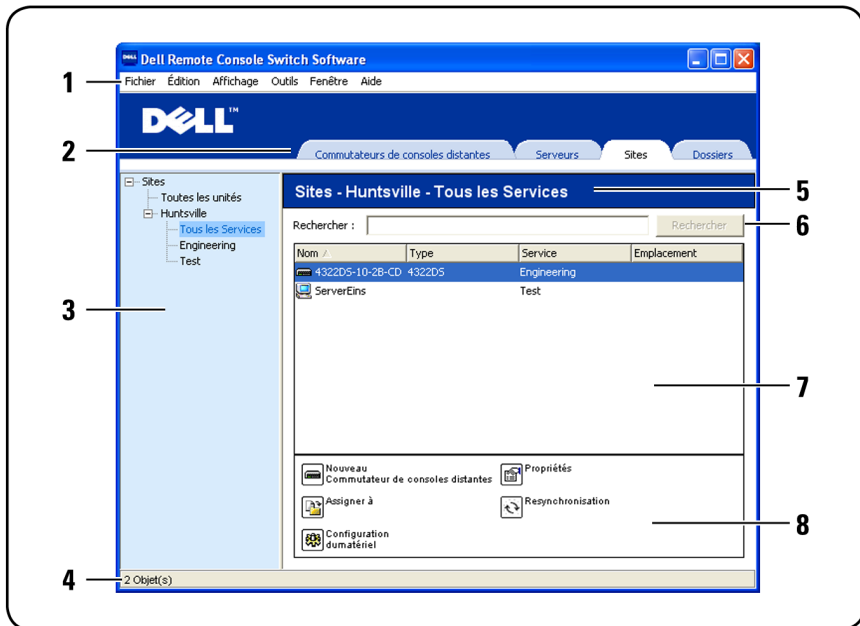 Dell Remote Console Switch Software
1
Fichier Édition Affichage Outils Fenêtre Aide
DELL™
2
Commutateurs de consoles distantes Serveurs Sites Dossiers
Sites
Toutes les unités
Huntsville
Tous les Services
Engineering
Test
3
Sites - Huntsville - Tous les Services
5
Rechercher :
Rechercher
6
Nom Type Service Emplacement
4322DS-10-2B-CD 4322DS Engineering
ServerEins Test
7
Nouveau
Commutateur de consoles distantes
Propriétés
Assigner à
Resynchronisation
Configuration
dumatériel
8
4
2 Objet(s)